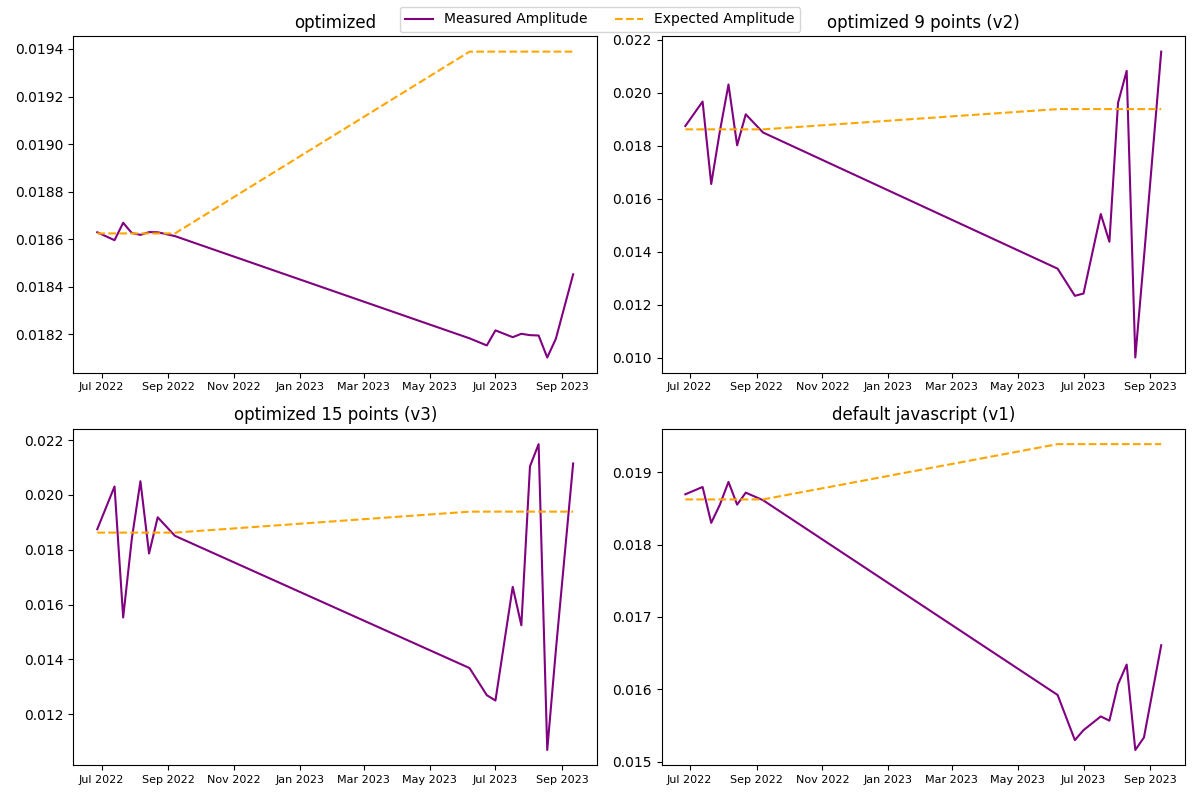 optimized
Measured Amplitude Expected Amplitude
optimized 9 points (v2)
0.0194
0.0192
0.0190
0.0188
0.0186
0.0184
0.0182
Jul 2022 Sep 2022 Nov 2022 Jan 2023 Mar 2023 May 2023 Jul 2023 Sep 2023
0.022
0.020
0.018
0.016
0.014
0.012
0.010
Jul 2022 Sep 2022 Nov 2022 Jan 2023 Mar 2023 May 2023 Jul 2023 Sep 2023
optimized 15 points (v3)
0.022
0.020
0.018
0.016
0.014
0.012
Jul 2022 Sep 2022 Nov 2022 Jan 2023 Mar 2023 May 2023 Jul 2023 Sep 2023
default javascript (v1)
0.019
0.018
0.017
0.016
0.015
Jul 2022 Sep 2022 Nov 2022 Jan 2023 Mar 2023 May 2023 Jul 2023 Sep 2023